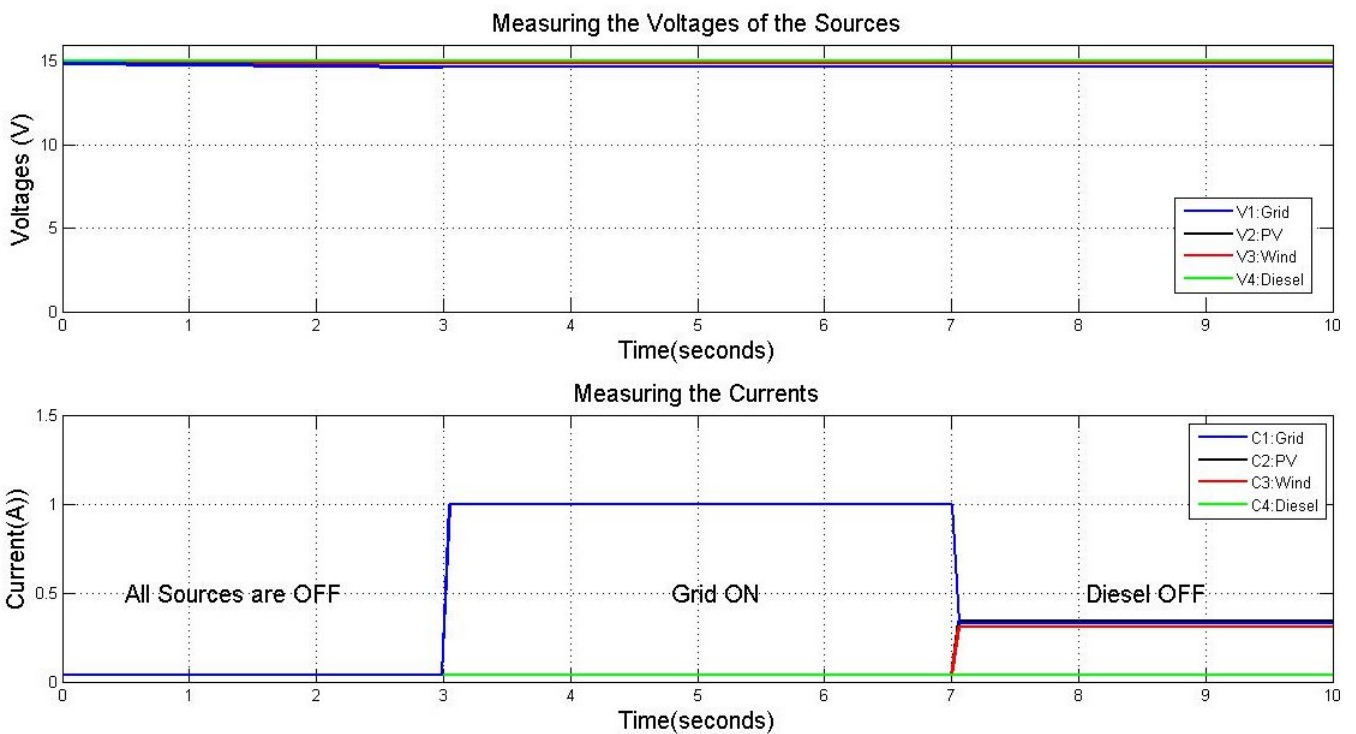 Measuring the Voltages of the Sources
Voltages (V)
15
10
5
0
V1:Grid
V2:PV
V3:Wind
V4:Diesel
0 1 2 3 4 5 6 7 8 9 10
Time(seconds)
Measuring the Currents
Current(A))
1.5
1
0.5
0
C1:Grid
C2:PV
C3:Wind
C4:Diesel
All Sources are OFF Grid ON Diesel OFF
0 1 2 3 4 5 6 7 8 9 10
Time(seconds)